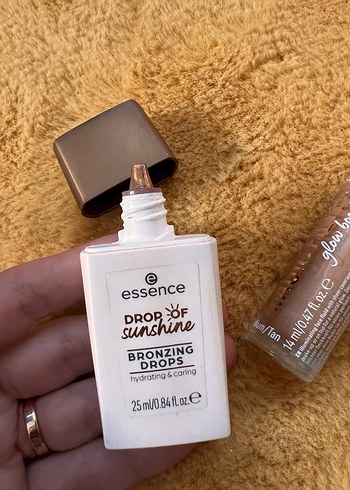 essence
DROP OF
sunshine
BRONZING
DROPS
hydrating & caring
25 ml/0.84 fl.oz.℮
glow
/Tan
14 ml/0.47 fl.oz.℮